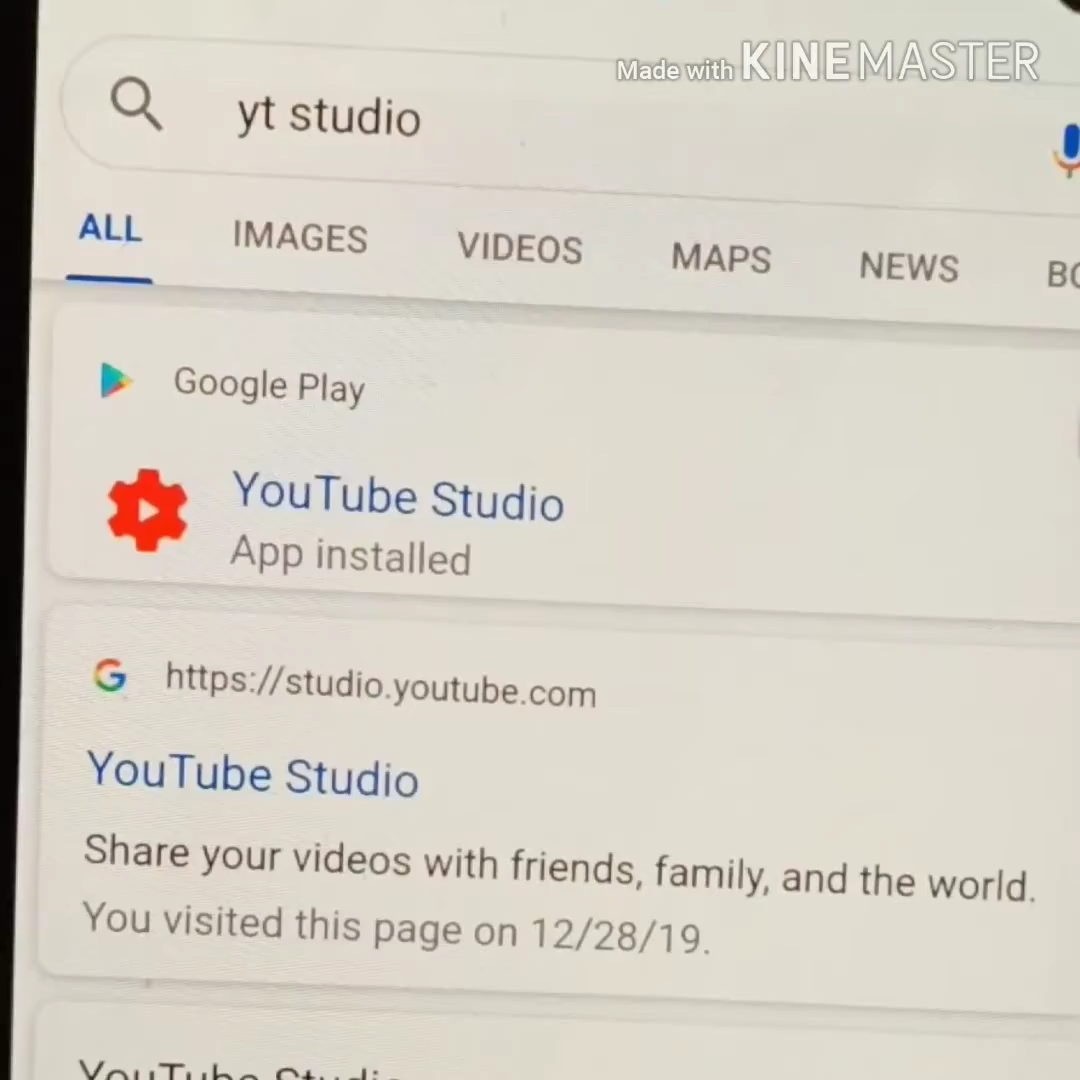 Made with KINEMASTER
yt studio
ALL IMAGES VIDEOS MAPS NEWS
Google Play
YouTube Studio
App installed
https://studio.youtube.com
YouTube Studio
Share your videos with friends, family, and the world.
You visited this page on 12/28/19.
YouTube Studio